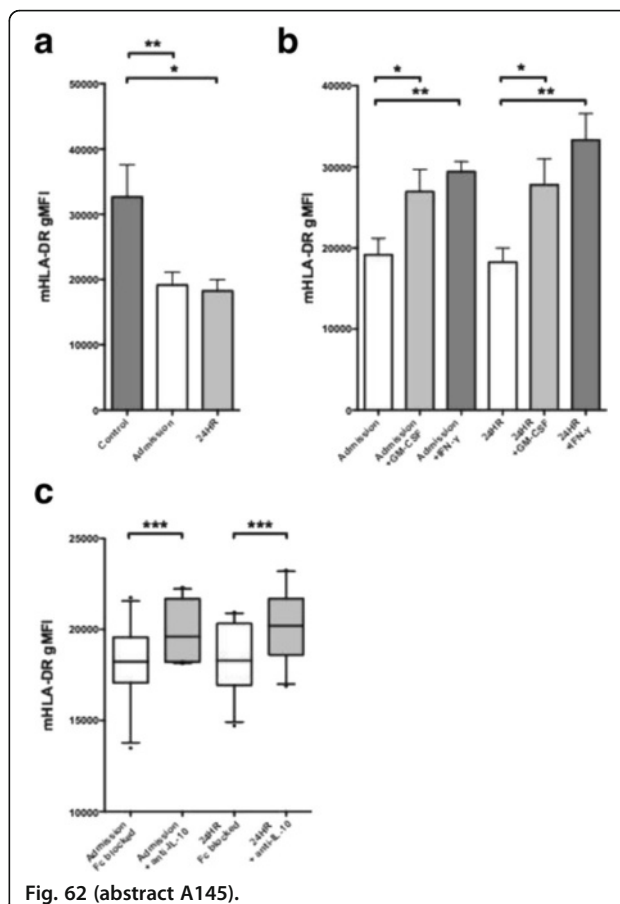 a
**
*
50000
40000
30000
20000
10000
0
mHLA-DR gMFI
Control
Admission
24HR
b
*
**
*
**
40000
30000
20000
10000
0
mHLA-DR gMFI
Admission
Admission
+GM-CSF
Admission
+IFN-γ
24HR
24HR
+GM-CSF
24HR
+IFN-γ
c
***
***
25000
20000
15000
10000
mHLA-DR gMFI
Admission
Fc blocked
Admission
+ anti-IL-10
24HR
Fc blocked
24HR
+ anti-IL-10
Fig. 62 (abstract A145).